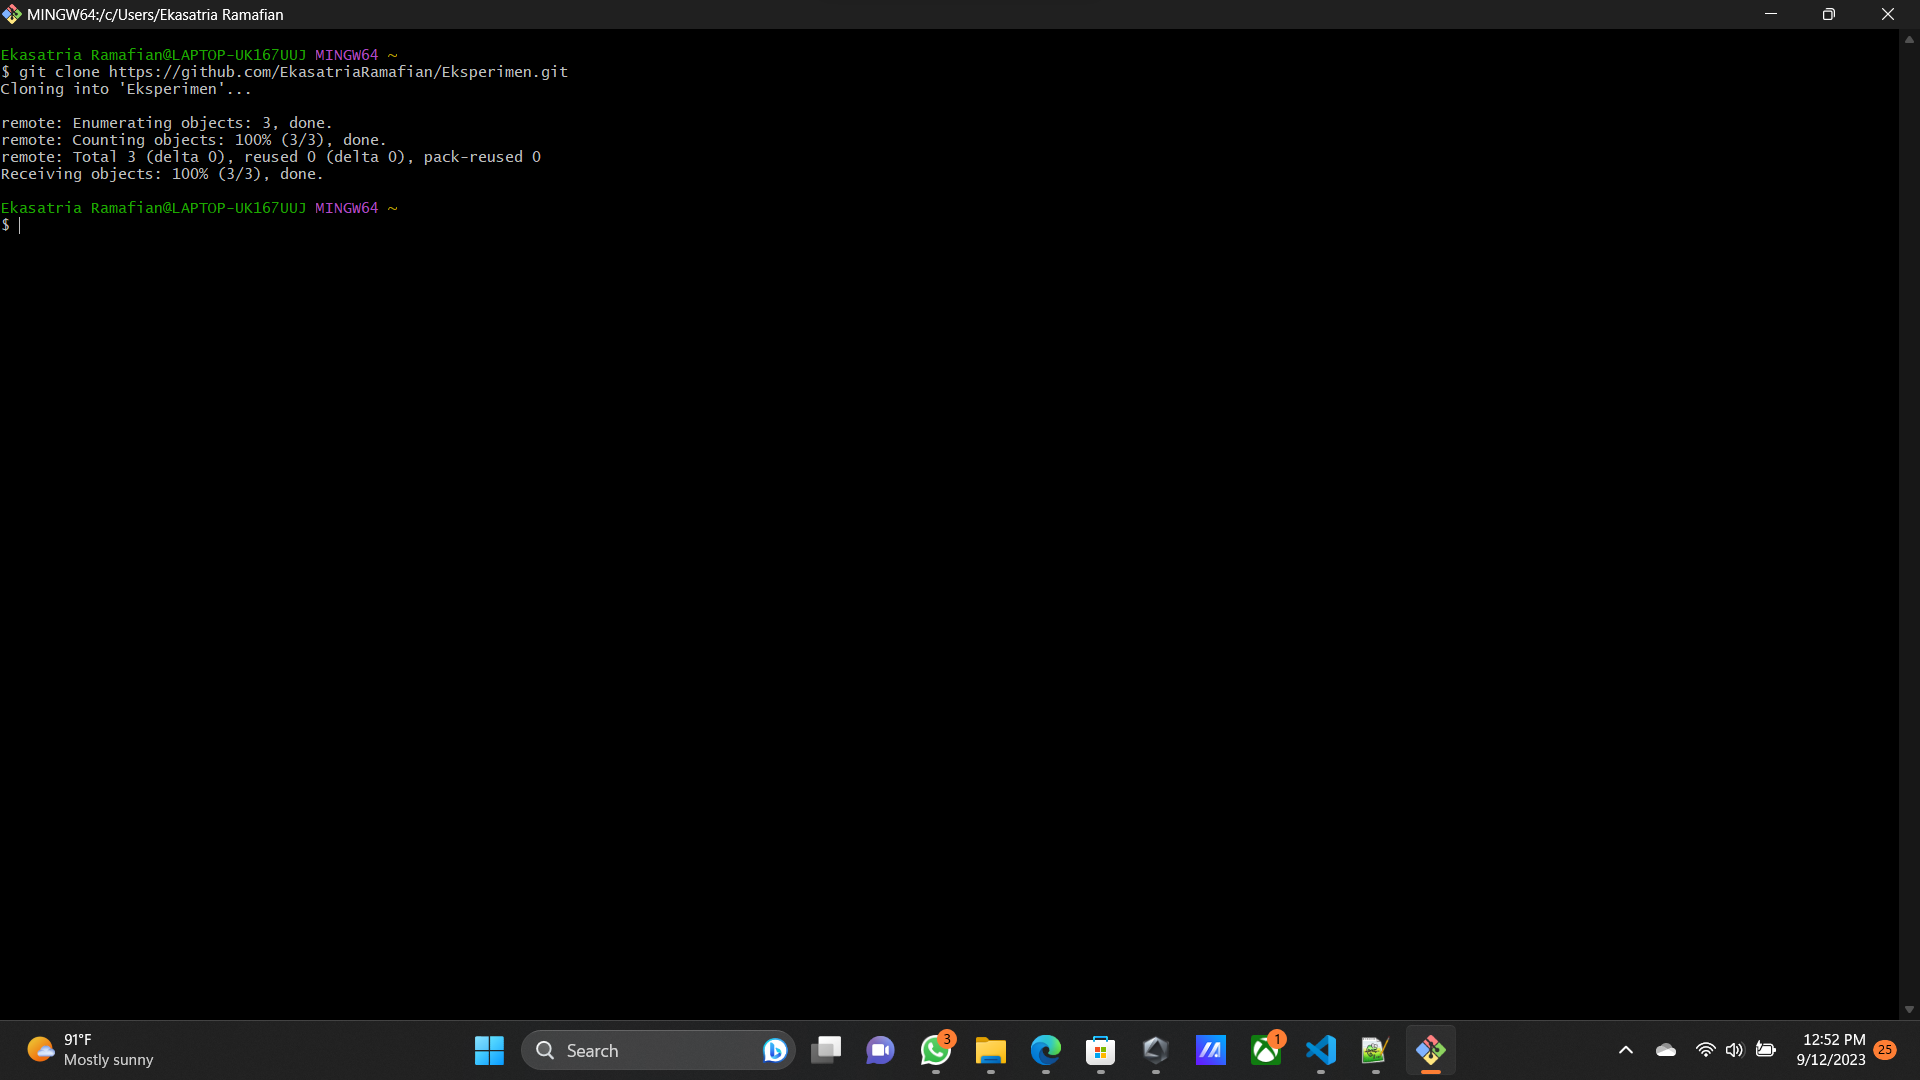 MINGW64:/c/Users/Ekasatria Ramafian
Ekasatria Ramafian@LAPTOP-UK167UUJ MINGW64 ~
$ git clone https://github.com/EkasatriaRamafian/Eksperimen.git
Cloning into 'Eksperimen'...
remote: Enumerating objects: 3, done.
remote: Counting objects: 100% (3/3), done.
remote: Total 3 (delta 0), reused 0 (delta 0), pack-reused 0
Receiving objects: 100% (3/3), done.
Ekasatria Ramafian@LAPTOP-UK167UUJ MINGW64 ~
$
91°F
Mostly sunny
Search
3
1
12:52 PM
9/12/2023
25